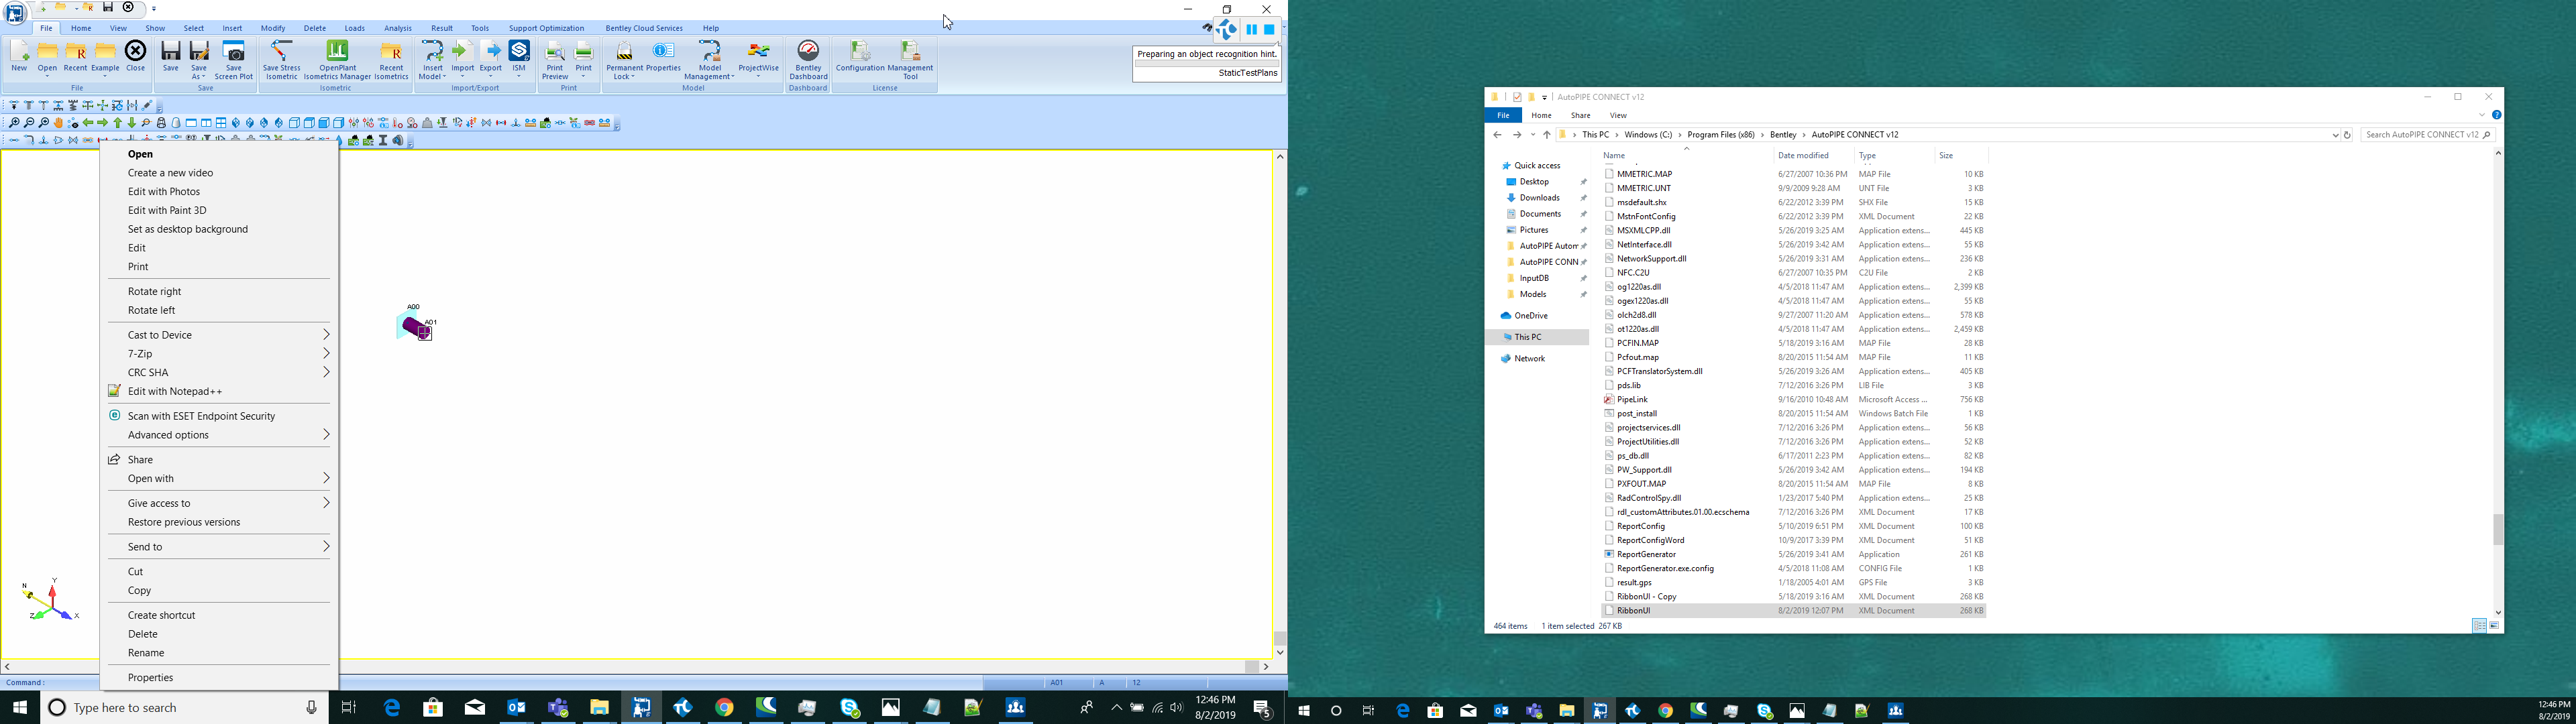 File Home View Show Select Insert Modify Delete Loads Analysis Result Tools Support Optimization Bentley Cloud Services Help
New Open Recent Example Close Save Save As Save Screen Plot Save Stress Isometric OpenPlant Isometrics Manager Recent Isometrics Insert Model Import Export ISM Print Preview Print Permanent Lock Properties Model Management ProjectWise Bentley Dashboard Configuration Management Tool
File Save Isometric Import/Export Print Model Dashboard License
Preparing an object recognition hint.
StaticTestPlans
Open
Create a new video
Edit with Photos
Edit with Paint 3D
Set as desktop background
Edit
Print
Rotate right
Rotate left
Cast to Device
7-Zip
CRC SHA
Edit with Notepad++
Scan with ESET Endpoint Security
Advanced options
Share
Open with
Give access to
Restore previous versions
Send to
Cut
Copy
Create shortcut
Delete
Rename
Properties
A00
A01
N Y
Z X
Command :
A01 A 12
Type here to search
12:46 PM
8/2/2019
5
AutoPIPE CONNECT v12
File Home Share View
This PC > Windows (C:) > Program Files (x86) > Bentley > AutoPIPE CONNECT v12
Search AutoPIPE CONNECT v12
Quick access
Desktop
Downloads
Documents
Pictures
AutoPIPE Autom
AutoPIPE CONN
InputDB
Models
OneDrive
This PC
Network
Name Date modified Type Size
MMETRIC.MAP 6/27/2007 10:36 PM MAP File 10 KB
MMETRIC.UNT 9/9/2009 9:28 AM UNT File 3 KB
msdefault.shx 6/22/2012 3:39 PM SHX File 15 KB
MstnFontConfig 6/22/2012 3:39 PM XML Document 22 KB
MSXMLCPP.dll 5/26/2019 3:25 AM Application extens... 445 KB
NetInterface.dll 5/26/2019 3:42 AM Application extens... 55 KB
NetworkSupport.dll 5/26/2019 3:31 AM Application extens... 236 KB
NFC.C2U 6/27/2007 10:35 PM C2U File 2 KB
og1220as.dll 4/5/2018 11:47 AM Application extens... 2,399 KB
ogex1220as.dll 4/5/2018 11:47 AM Application extens... 55 KB
olch2d8.dll 9/27/2007 11:20 AM Application extens... 578 KB
ot1220as.dll 4/5/2018 11:47 AM Application extens... 2,459 KB
PCFIN.MAP 5/18/2019 3:16 AM MAP File 28 KB
Pcfout.map 8/20/2015 11:54 AM MAP File 11 KB
PCFTranslatorSystem.dll 5/26/2019 3:26 AM Application extens... 405 KB
pds.lib 7/12/2016 3:26 PM LIB File 3 KB
PipeLink 9/16/2010 10:48 AM Microsoft Access ... 756 KB
post_install 8/20/2015 11:54 AM Windows Batch File 1 KB
projectservices.dll 7/12/2016 3:26 PM Application extens... 56 KB
ProjectUtilities.dll 7/12/2016 3:26 PM Application extens... 52 KB
ps_db.dll 6/17/2011 2:23 PM Application extens... 82 KB
PW_Support.dll 5/26/2019 3:42 AM Application extens... 194 KB
PXFOUT.MAP 8/20/2015 11:54 AM MAP File 8 KB
RadControlSpy.dll 1/23/2017 5:40 PM Application extens... 25 KB
rdl_customAttributes.01.00.ecschema 7/12/2016 3:26 PM XML Document 17 KB
ReportConfig 5/10/2019 6:51 PM XML Document 100 KB
ReportConfigWord 10/9/2017 3:39 PM XML Document 51 KB
ReportGenerator 5/26/2019 3:41 AM Application 261 KB
ReportGenerator.exe.config 4/5/2018 11:08 AM CONFIG File 1 KB
result.gps 1/18/2005 4:01 AM GPS File 3 KB
RibbonUI - Copy 5/18/2019 3:16 AM XML Document 268 KB
RibbonUI 8/2/2019 12:07 PM XML Document 268 KB
464 items 1 item selected 267 KB
12:46 PM
8/2/2019